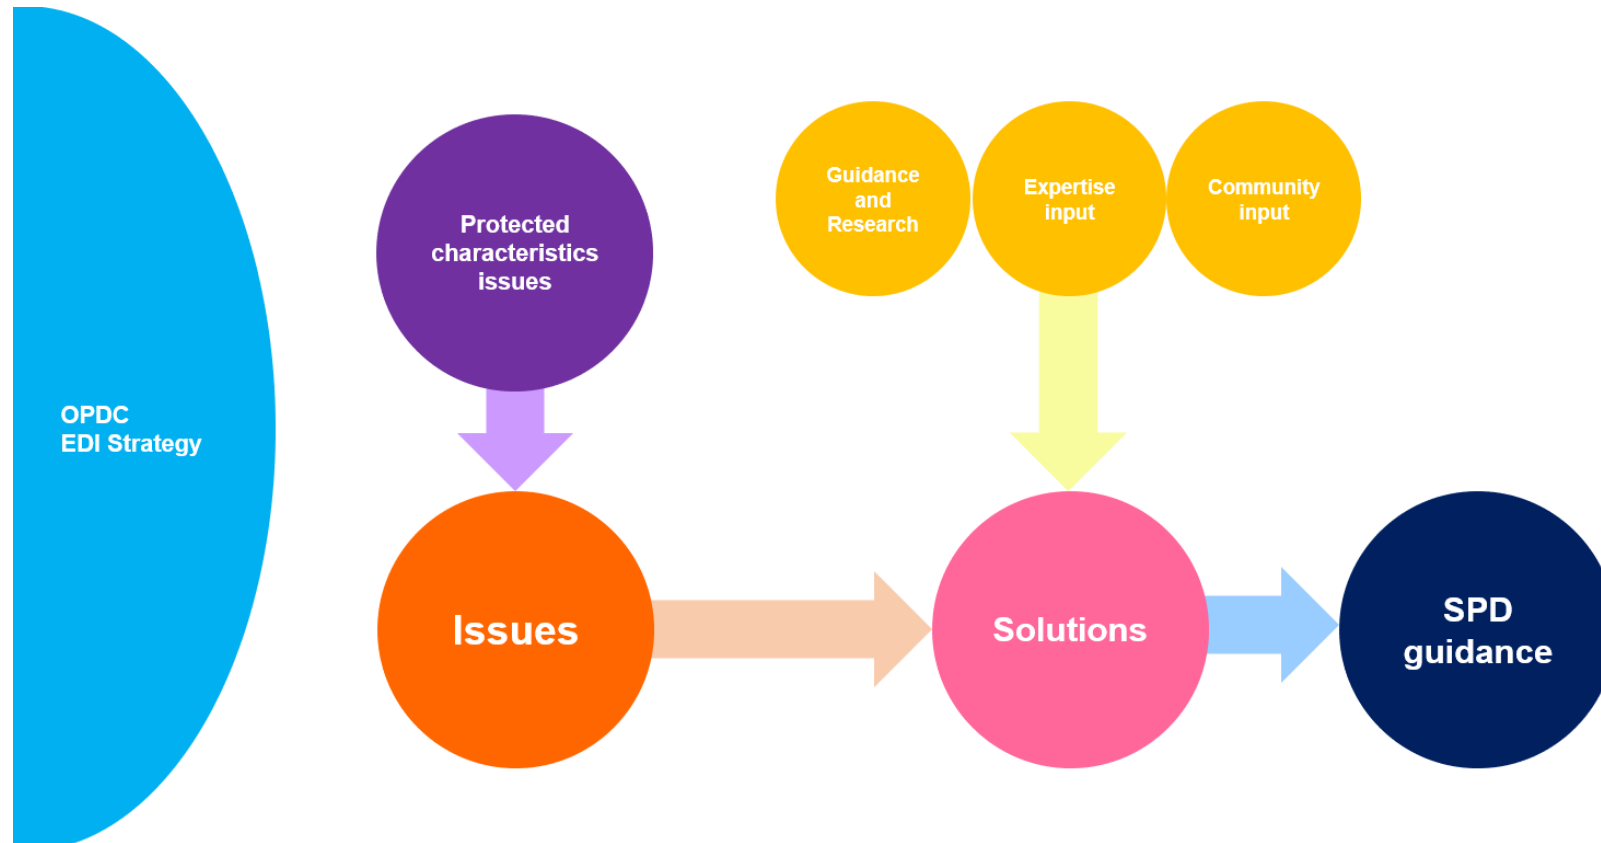 OPDC
EDI Strategy
Protected
characteristics
issues
Guidance
and
Research
Expertise
input
Community
input
Issues
Solutions
SPD
guidance